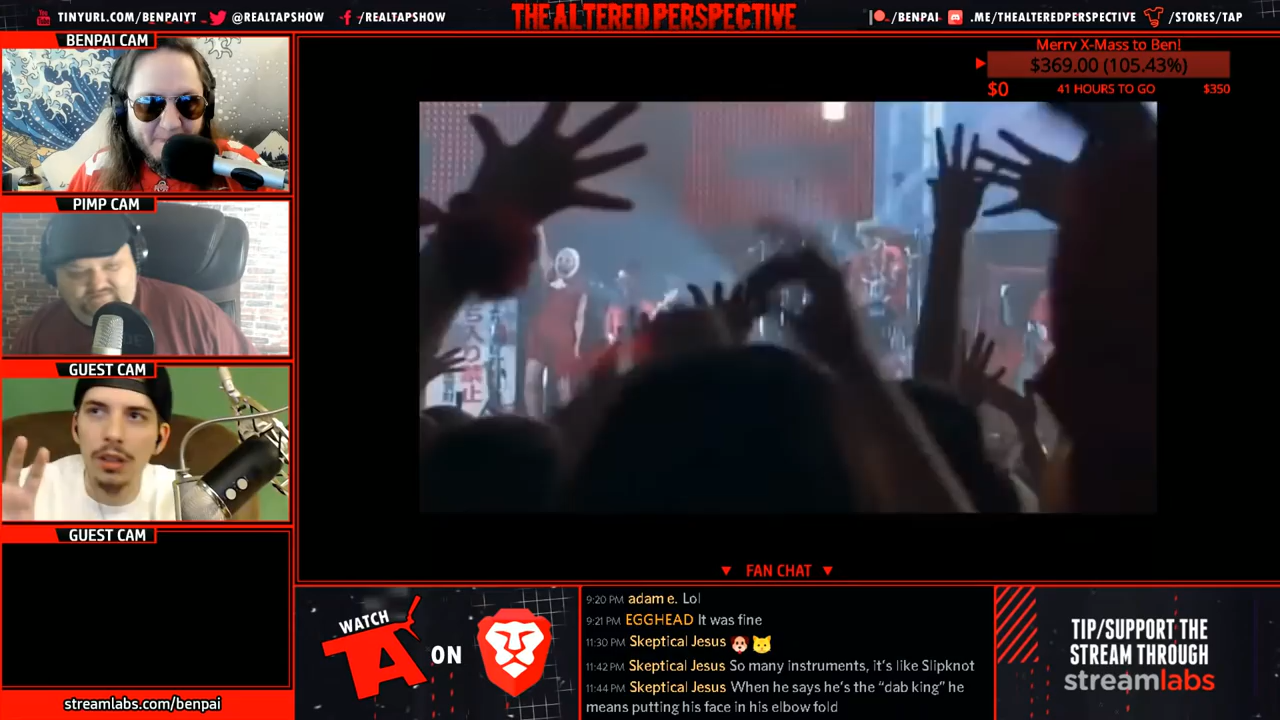 TINYURL.COM/BENPAIYT
@REALTAPSHOW
/REALTAPSHOW
THE ALTERED PERSPECTIVE
/BENPAI
.ME/THEALTEREDPERSPECTIVE
/STORES/TAP
BENPAI CAM
Merry X-Mass to Ben!
$369.00 (105.43%)
$0
41 HOURS TO GO
$350
PIMP CAM
GUEST CAM
GUEST CAM
禁止
FAN CHAT
WATCH
ON
9:20 PM adam e. Lol
9:21 PM EGGHEAD It was fine
11:30 PM Skeptical Jesus
11:42 PM Skeptical Jesus So many instruments, it's like Slipknot
11:44 PM Skeptical Jesus When he says he's the “dab king” he
means putting his face in his elbow fold
TIP/SUPPORT THE
STREAM THROUGH
streamlabs
streamlabs.com/benpai